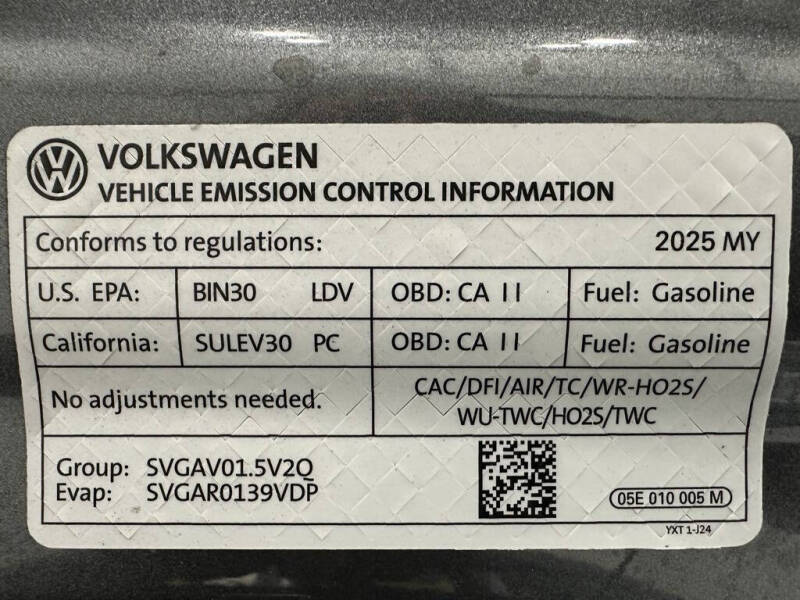 VOLKSWAGEN
VEHICLE EMISSION CONTROL INFORMATION
Conforms to regulations: 2025 MY
U.S. EPA: BIN30 LDV OBD: CA II Fuel: Gasoline
California: SULEV30 PC OBD: CA II Fuel: Gasoline
No adjustments needed.
CAC/DFI/AIR/TC/WR-HO2S/
WU-TWC/HO2S/TWC
Group: SVGAV01.5V2Q
Evap: SVGAR0139VDP
05E 010 005 M
YXT 1-J24